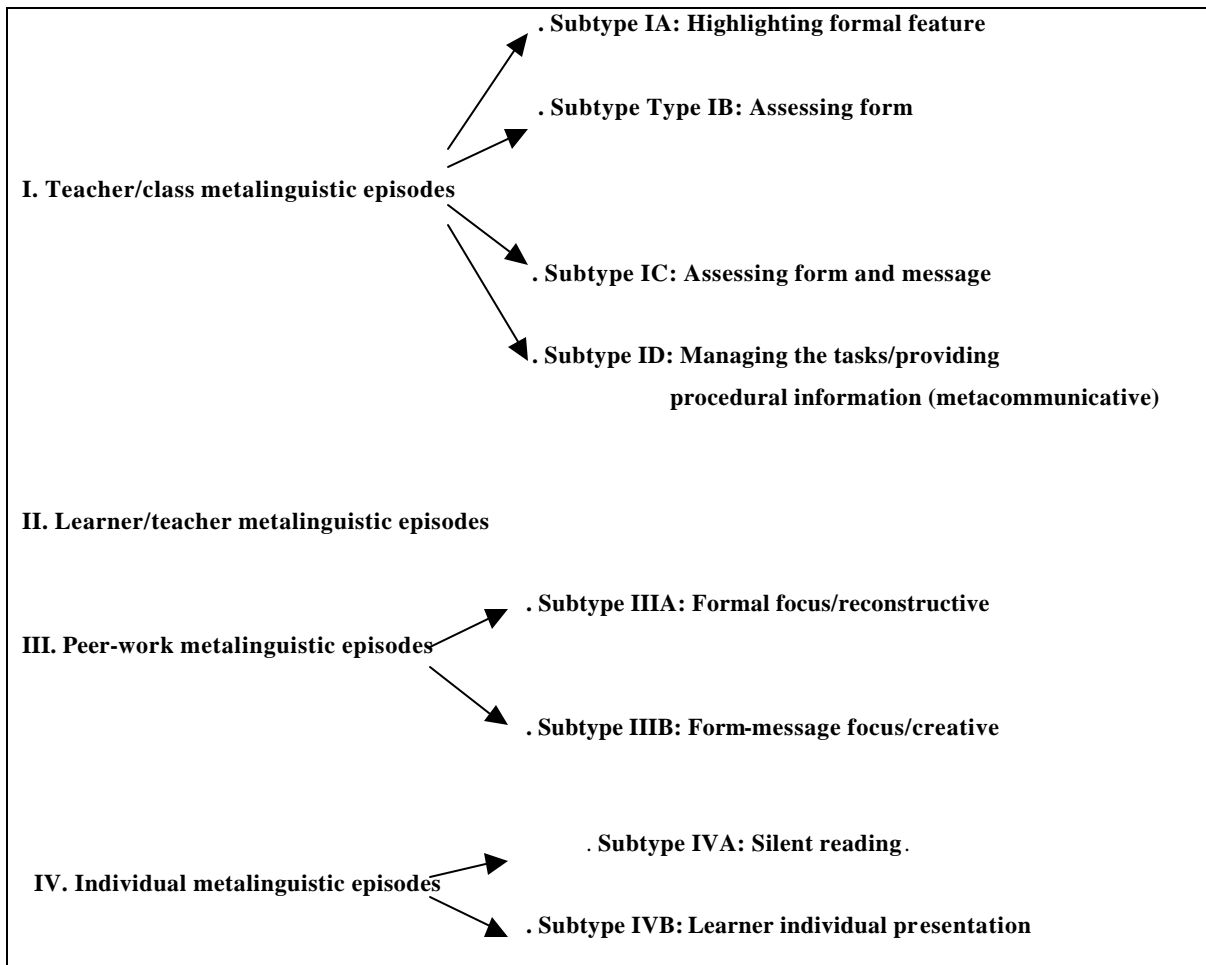 . Subtype IA: Highlighting formal feature
. Subtype Type IB: Assessing form
I. Teacher/class metalinguistic episodes
. Subtype IC: Assessing form and message
. Subtype ID: Managing the tasks/providing
procedural information (metacommunicative)
II. Learner/teacher metalinguistic episodes
. Subtype IIIA: Formal focus/reconstructive
III. Peer-work metalinguistic episodes
. Subtype IIIB: Form-message focus/creative
. Subtype IVA: Silent reading.
IV. Individual metalinguistic episodes
. Subtype IVB: Learner individual presentation